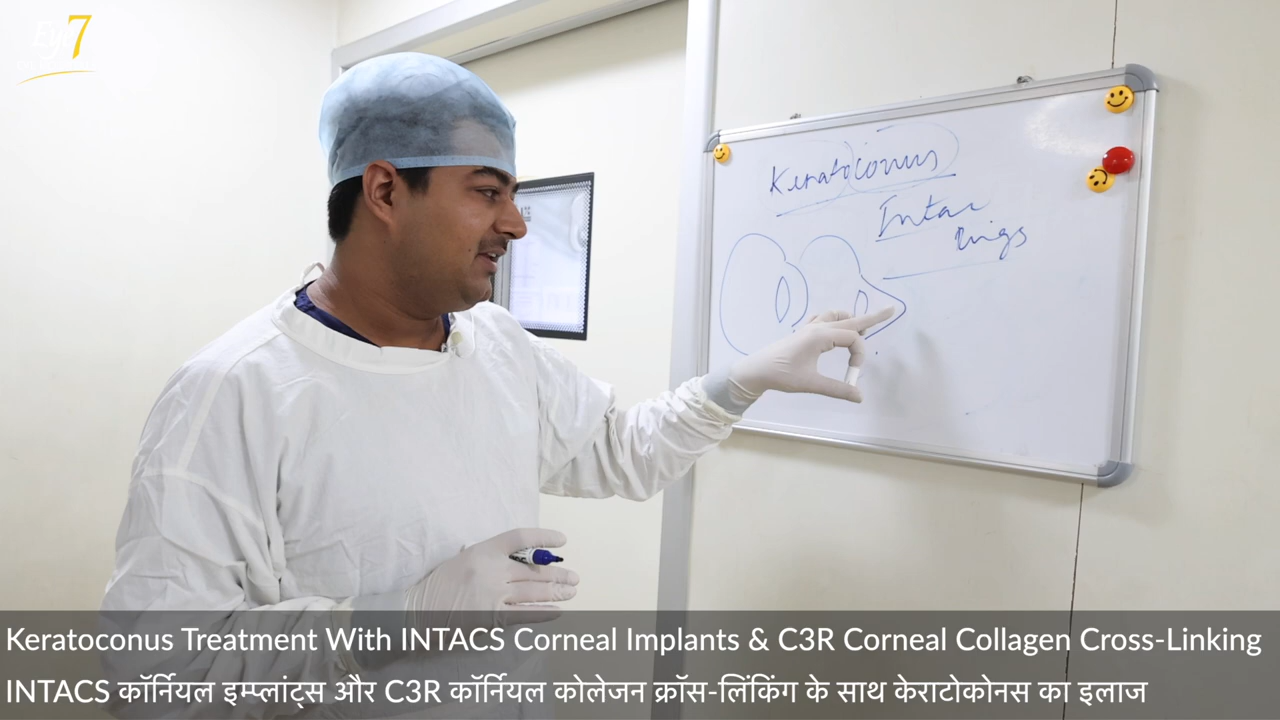 Eye7
Keratoconus
Intac
rings
Keratoconus Treatment With INTACS Corneal Implants & C3R Corneal Collagen Cross-Linking
INTACS कॉर्नियल इम्प्लांट्स और C3R कॉर्नियल कोलेजन क्रॉस-लिंकिंग के साथ केराटोकोनस का इलाज